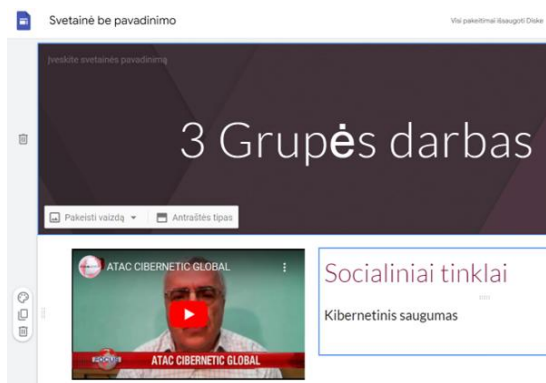 Svetainė be pavadinimo
Visi pakeitimai išsaugoti Diske
Įveskite svetainės pavadinimą
3 Grupės darbas
Pakeisti vaizdą
Antraštės tipas
ATAC CIBERNETIC GLOBAL
FOCUS
ATAC CIBERNETIC GLOBAL
Socialiniai tinklai
Kibernetinis saugumas